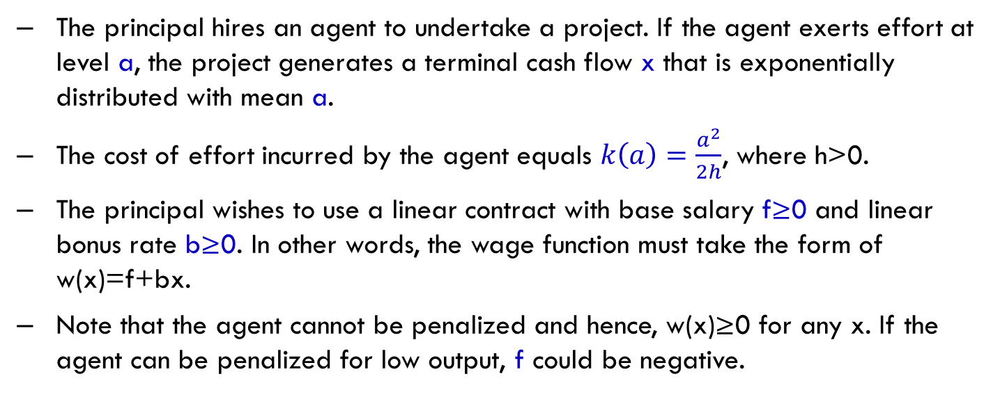 – The principal hires an agent to undertake a project. If the agent exerts effort at
level a, the project generates a terminal cash flow x that is exponentially
distributed with mean a.
– The cost of effort incurred by the agent equals k(a) = a²/2h, where h>0.
– The principal wishes to use a linear contract with base salary f≥0 and linear
bonus rate b≥0. In other words, the wage function must take the form of
w(x)=f+bx.
– Note that the agent cannot be penalized and hence, w(x)≥0 for any x. If the
agent can be penalized for low output, f could be negative.